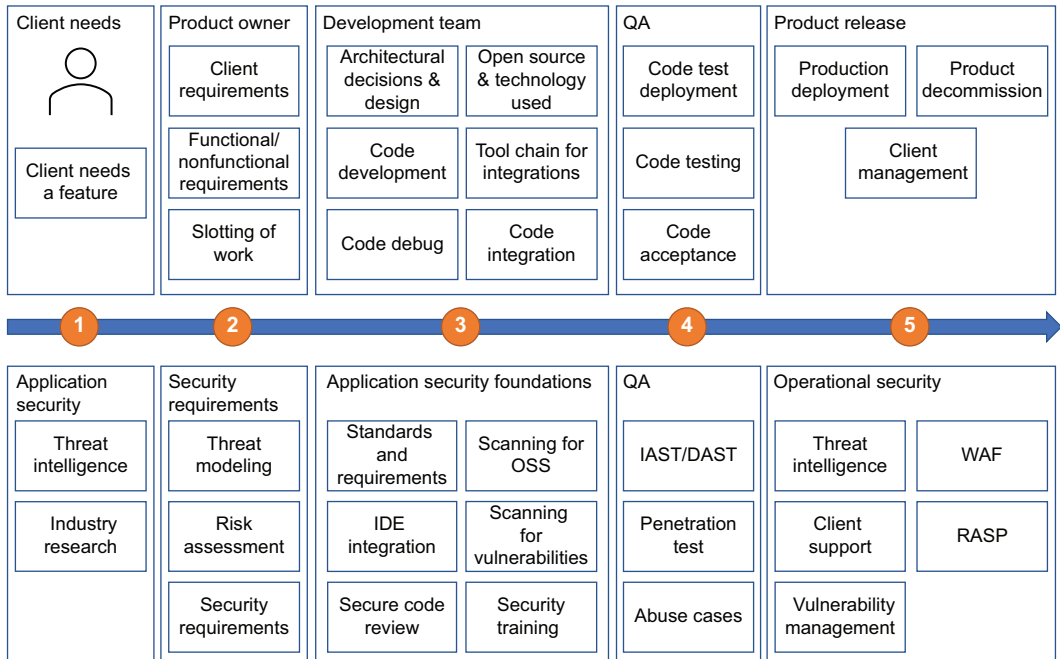 Client needs
Client needs
a feature
Product owner
Client
requirements
Functional/
nonfunctional
requirements
Slotting of
work
Development team
Architectural
decisions &
design
Open source
& technology
used
Code
development
Tool chain for
integrations
Code debug
Code
integration
QA
Code test
deployment
Code testing
Code
acceptance
Product release
Production
deployment
Product
decommission
Client
management
1
2
3
4
5
Application
security
Threat
intelligence
Industry
research
Security
requirements
Threat
modeling
Risk
assessment
Security
requirements
Application security foundations
Standards
and
requirements
Scanning for
OSS
IDE
integration
Scanning
for
vulnerabilities
Secure code
review
Security
training
QA
IAST/DAST
Penetration
test
Abuse cases
Operational security
Threat
intelligence
WAF
Client
support
RASP
Vulnerability
management